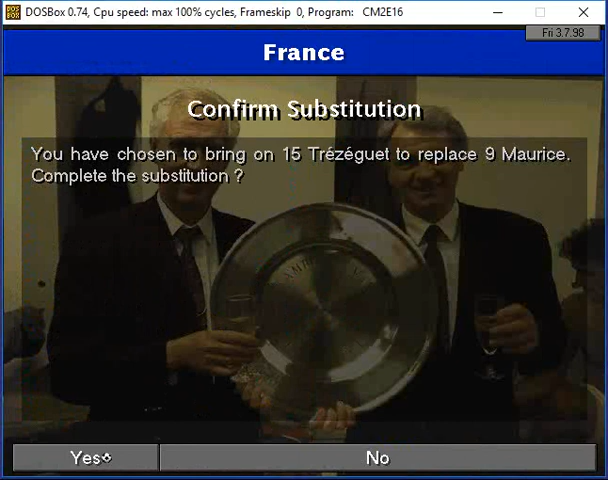 DOSBox 0.74, Cpu speed: max 100% cycles, Frameskip 0, Program: CM2E16
Fri 3.7.98
France
Confirm Substitution
You have chosen to bring on 15 Trézéguet to replace 9 Maurice.
Complete the substitution ?
Yes
No